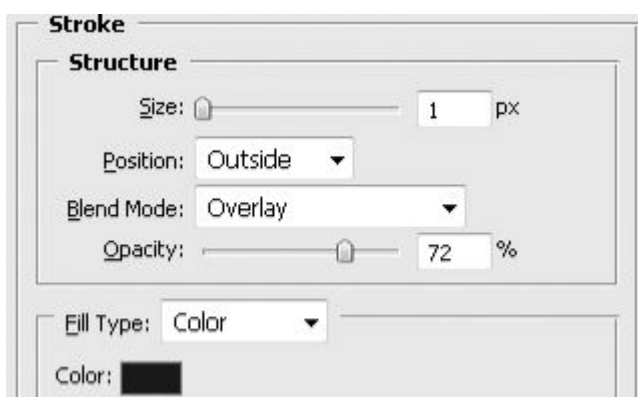 Stroke
Structure
Size: 1 px
Position: Outside
Blend Mode: Overlay
Opacity: 72 %
Fill Type: Color
Color: